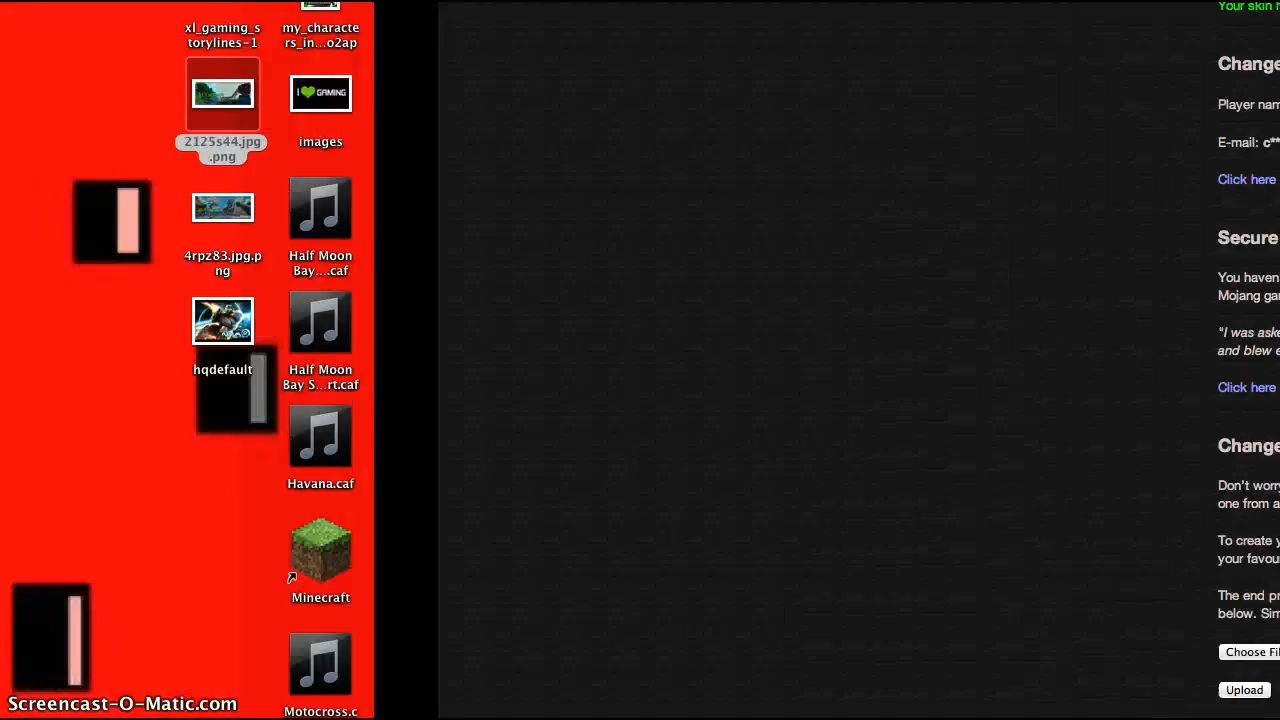 xl_gaming_s
torylines-1
my_characte
rs_in...o2ap
2125s44.jpg
.png
I GAMING
images
4rpz83.jpg.p
ng
Half Moon
Bay....caf
hqdefault
Half Moon
Bay S...rt.caf
Havana.caf
Minecraft
Motocross.c
Screencast-O-Matic.com
Your skin h
Change
Player nam
E-mail: c**
Click here
Secure
You haven
Mojang ga
"I was aske
and blew e
Click here
Change
Don't worry
one from a
To create y
your favou
The end pr
below. Sim
Choose Fil
Upload